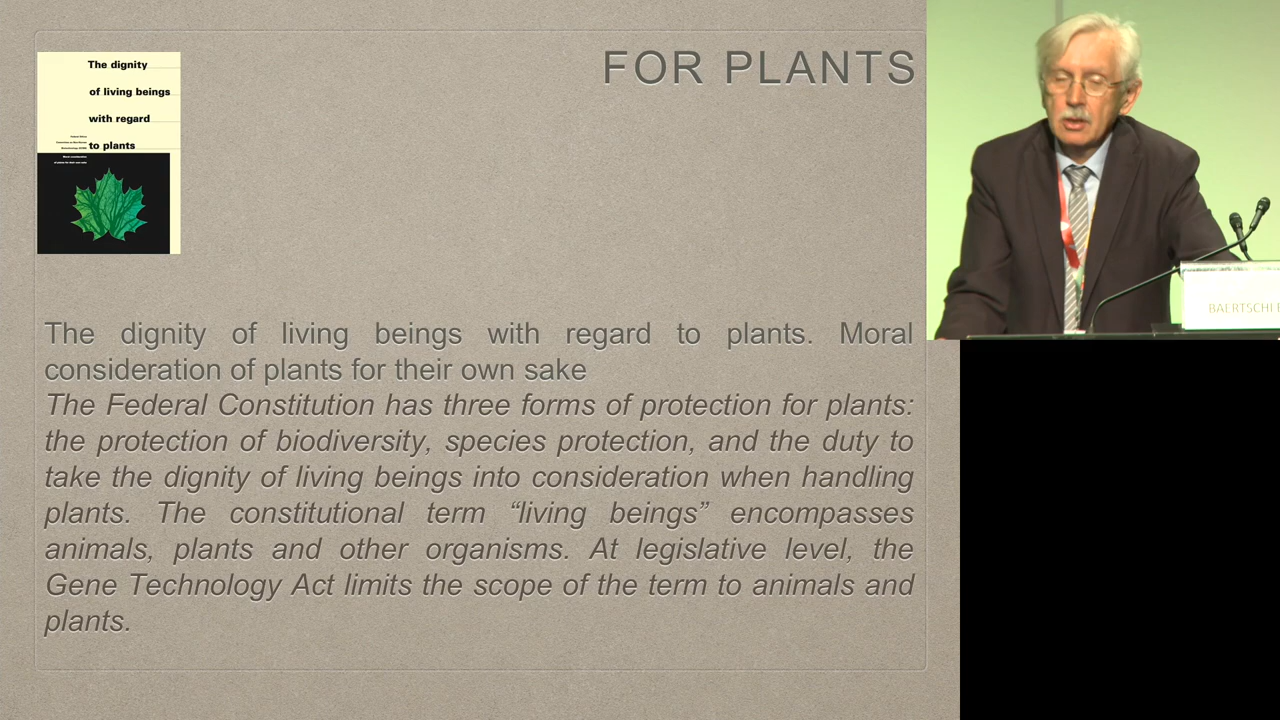 FOR PLANTS
The dignity
of living beings
with regard
to plants
The dignity of living beings with regard to plants. Moral
consideration of plants for their own sake
The Federal Constitution has three forms of protection for plants:
the protection of biodiversity, species protection, and the duty to
take the dignity of living beings into consideration when handling
plants. The constitutional term “living beings” encompasses
animals, plants and other organisms. At legislative level, the
Gene Technology Act limits the scope of the term to animals and
plants.
BAERTSCHI